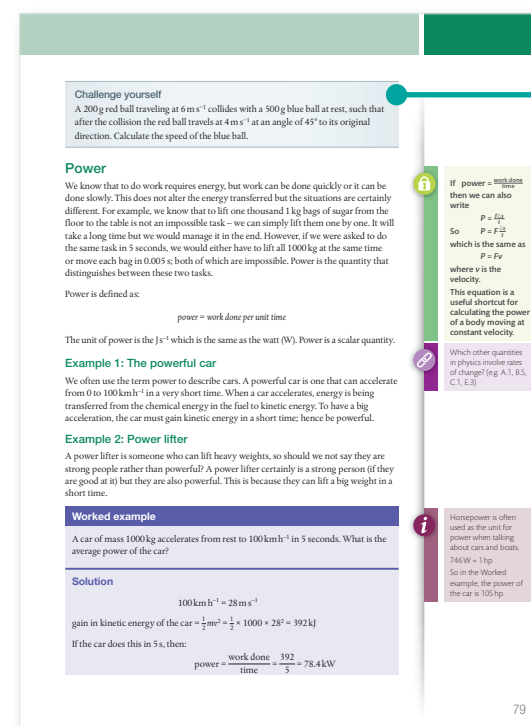 Challenge yourself
A 200 g red ball traveling at 6 m s⁻¹ collides with a 500 g blue ball at rest, such that
after the collision the red ball travels at 4 m s⁻¹ at an angle of 45° to its original
direction. Calculate the speed of the blue ball.
Power
We know that to do work requires energy, but work can be done quickly or it can be
done slowly. This does not alter the energy transferred but the situations are certainly
different. For example, we know that to lift one thousand 1 kg bags of sugar from the
floor to the table is not an impossible task – we can simply lift them one by one. It will
take a long time but we would manage it in the end. However, if we were asked to do
the same task in 5 seconds, we would either have to lift all 1000 kg at the same time
or move each bag in 0.005 s; both of which are impossible. Power is the quantity that
distinguishes between these two tasks.
Power is defined as:
power = work done per unit time
The unit of power is the J s⁻¹ which is the same as the watt (W). Power is a scalar quantity.
Example 1: The powerful car
We often use the term power to describe cars. A powerful car is one that can accelerate
from 0 to 100 km h⁻¹ in a very short time. When a car accelerates, energy is being
transferred from the chemical energy in the fuel to kinetic energy. To have a big
acceleration, the car must gain kinetic energy in a short time; hence be powerful.
Example 2: Power lifter
A power lifter is someone who can lift heavy weights, so should we not say they are
strong people rather than powerful? A power lifter certainly is a strong person (if they
are good at it) but they are also powerful. This is because they can lift a big weight in a
short time.
Worked example
A car of mass 1000 kg accelerates from rest to 100 km h⁻¹ in 5 seconds. What is the
average power of the car?
Solution
100 km h⁻¹ = 28 m s⁻¹
gain in kinetic energy of the car = ½mv² = ½ × 1000 × 28² = 392 kJ
If the car does this in 5 s, then:
power = work done / time = 392 / 5 = 78.4 kW
If power = work done / time
then we can also
write
P =
So P = F
which is the same as
P = Fv
where v is the
velocity.
This equation is a
useful shortcut for
calculating the power
of a body moving at
constant velocity.
Which other quantities
in physics involve rates
of change? (e.g. A.1, B.5,
C.1, E.3)
i
Horsepower is often
used as the unit for
power when talking
about cars and boats.
746 W = 1 hp
So in the Worked
example, the power of
the car is 105 hp.
79